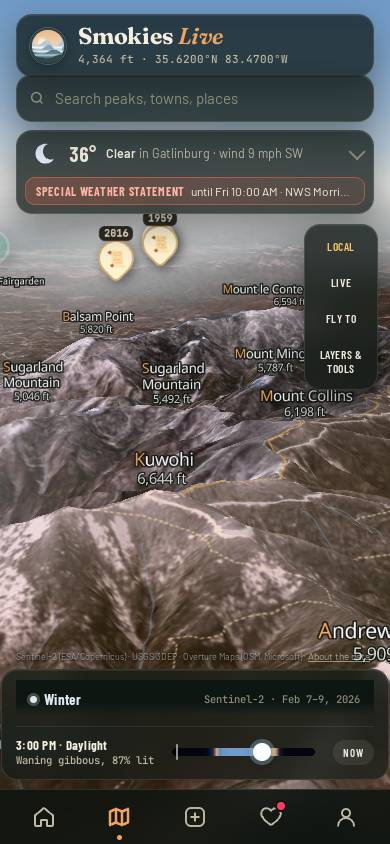 Smokies Live
4,364 ft · 35.6200°N 83.4700°W
Search peaks, towns, places
36° Clear in Gatlinburg · wind 9 mph SW
SPECIAL WEATHER STATEMENT until Fri 10:00 AM · NWS Morri...
1959
2016
LOCAL
LIVE
FLY TO
LAYERS &
TOOLS
Fairgarden
Mount le Conte
6,594 f
Balsam Point
5,820 ft
Mount Ming
5,787 ft
Sugarland
Mountain
5,046 ft
Sugarland
Mountain
5,492 ft
Mount Collins
6,198 ft
Kuwohi
6,644 ft
Andrew
5,909
Sentinel-2 (ESA/Copernicus) · USGS 3DEP · Overture Maps (OSM, Microsoft) · About the
Winter
Sentinel-2 · Feb 7–9, 2026
3:00 PM · Daylight
Waning gibbous, 87% lit
NOW